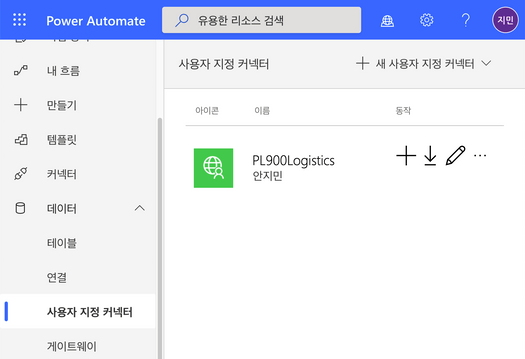 Power Automate
유용한 리소스 검색
지민
내 흐름
만들기
템플릿
커넥터
데이터
테이블
연결
사용자 지정 커넥터
게이트웨이
사용자 지정 커넥터
새 사용자 지정 커넥터
아이콘
이름
동작
PL900Logistics
안지민